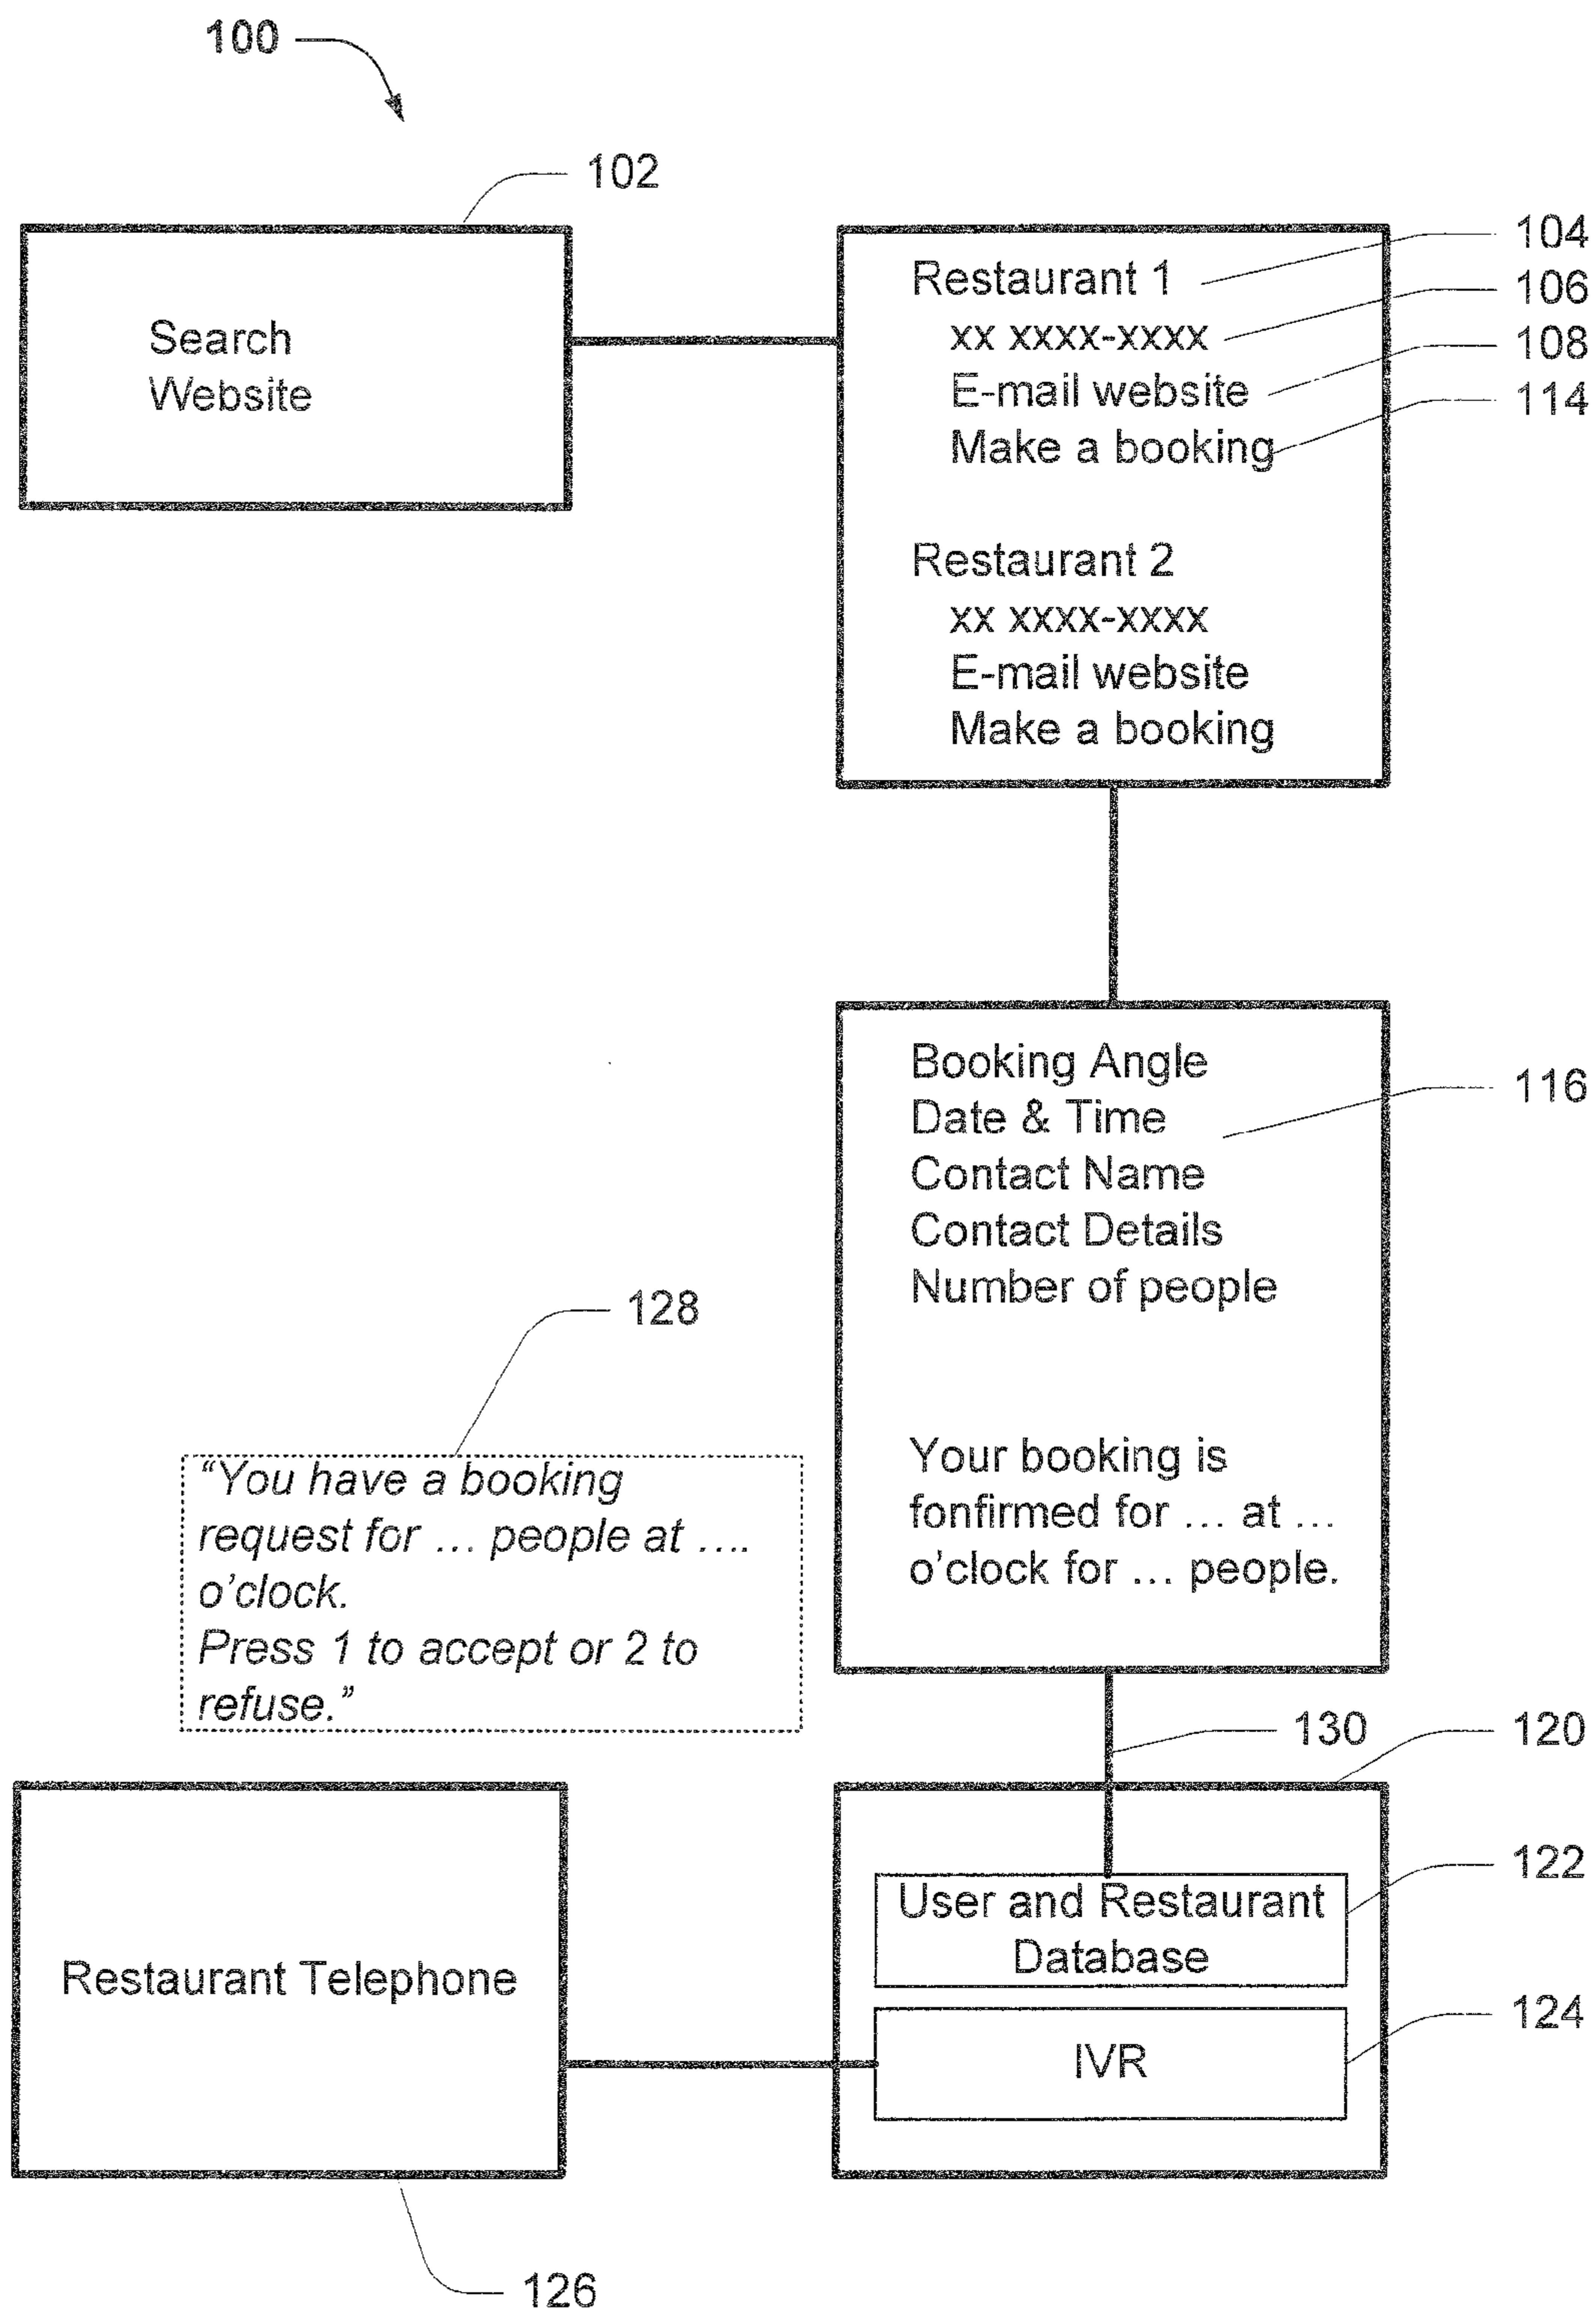 100
102
Search
Website
Restaurant 1
xx xxxx-xxxx
E-mail website
Make a booking
104
106
108
114
Restaurant 2
xx xxxx-xxxx
E-mail website
Make a booking
Booking Angle
Date & Time
Contact Name
Contact Details
Number of people
116
Your booking is
fonfirmed for ... at ...
o'clock for ... people.
128
“You have a booking
request for ... people at ....
o'clock.
Press 1 to accept or 2 to
refuse.”
130
120
User and Restaurant
Database
122
IVR
124
Restaurant Telephone
126